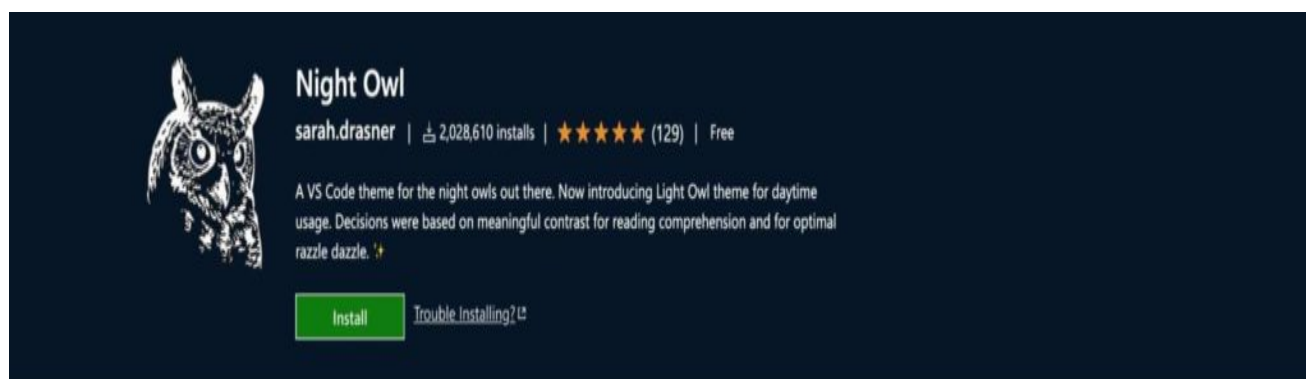 Night Owl
sarah.drasner | 2,028,610 installs | ★★★★★ (129) | Free
A VS Code theme for the night owls out there. Now introducing Light Owl theme for daytime
usage. Decisions were based on meaningful contrast for reading comprehension and for optimal
razzle dazzle. ✨
Install Trouble Installing?